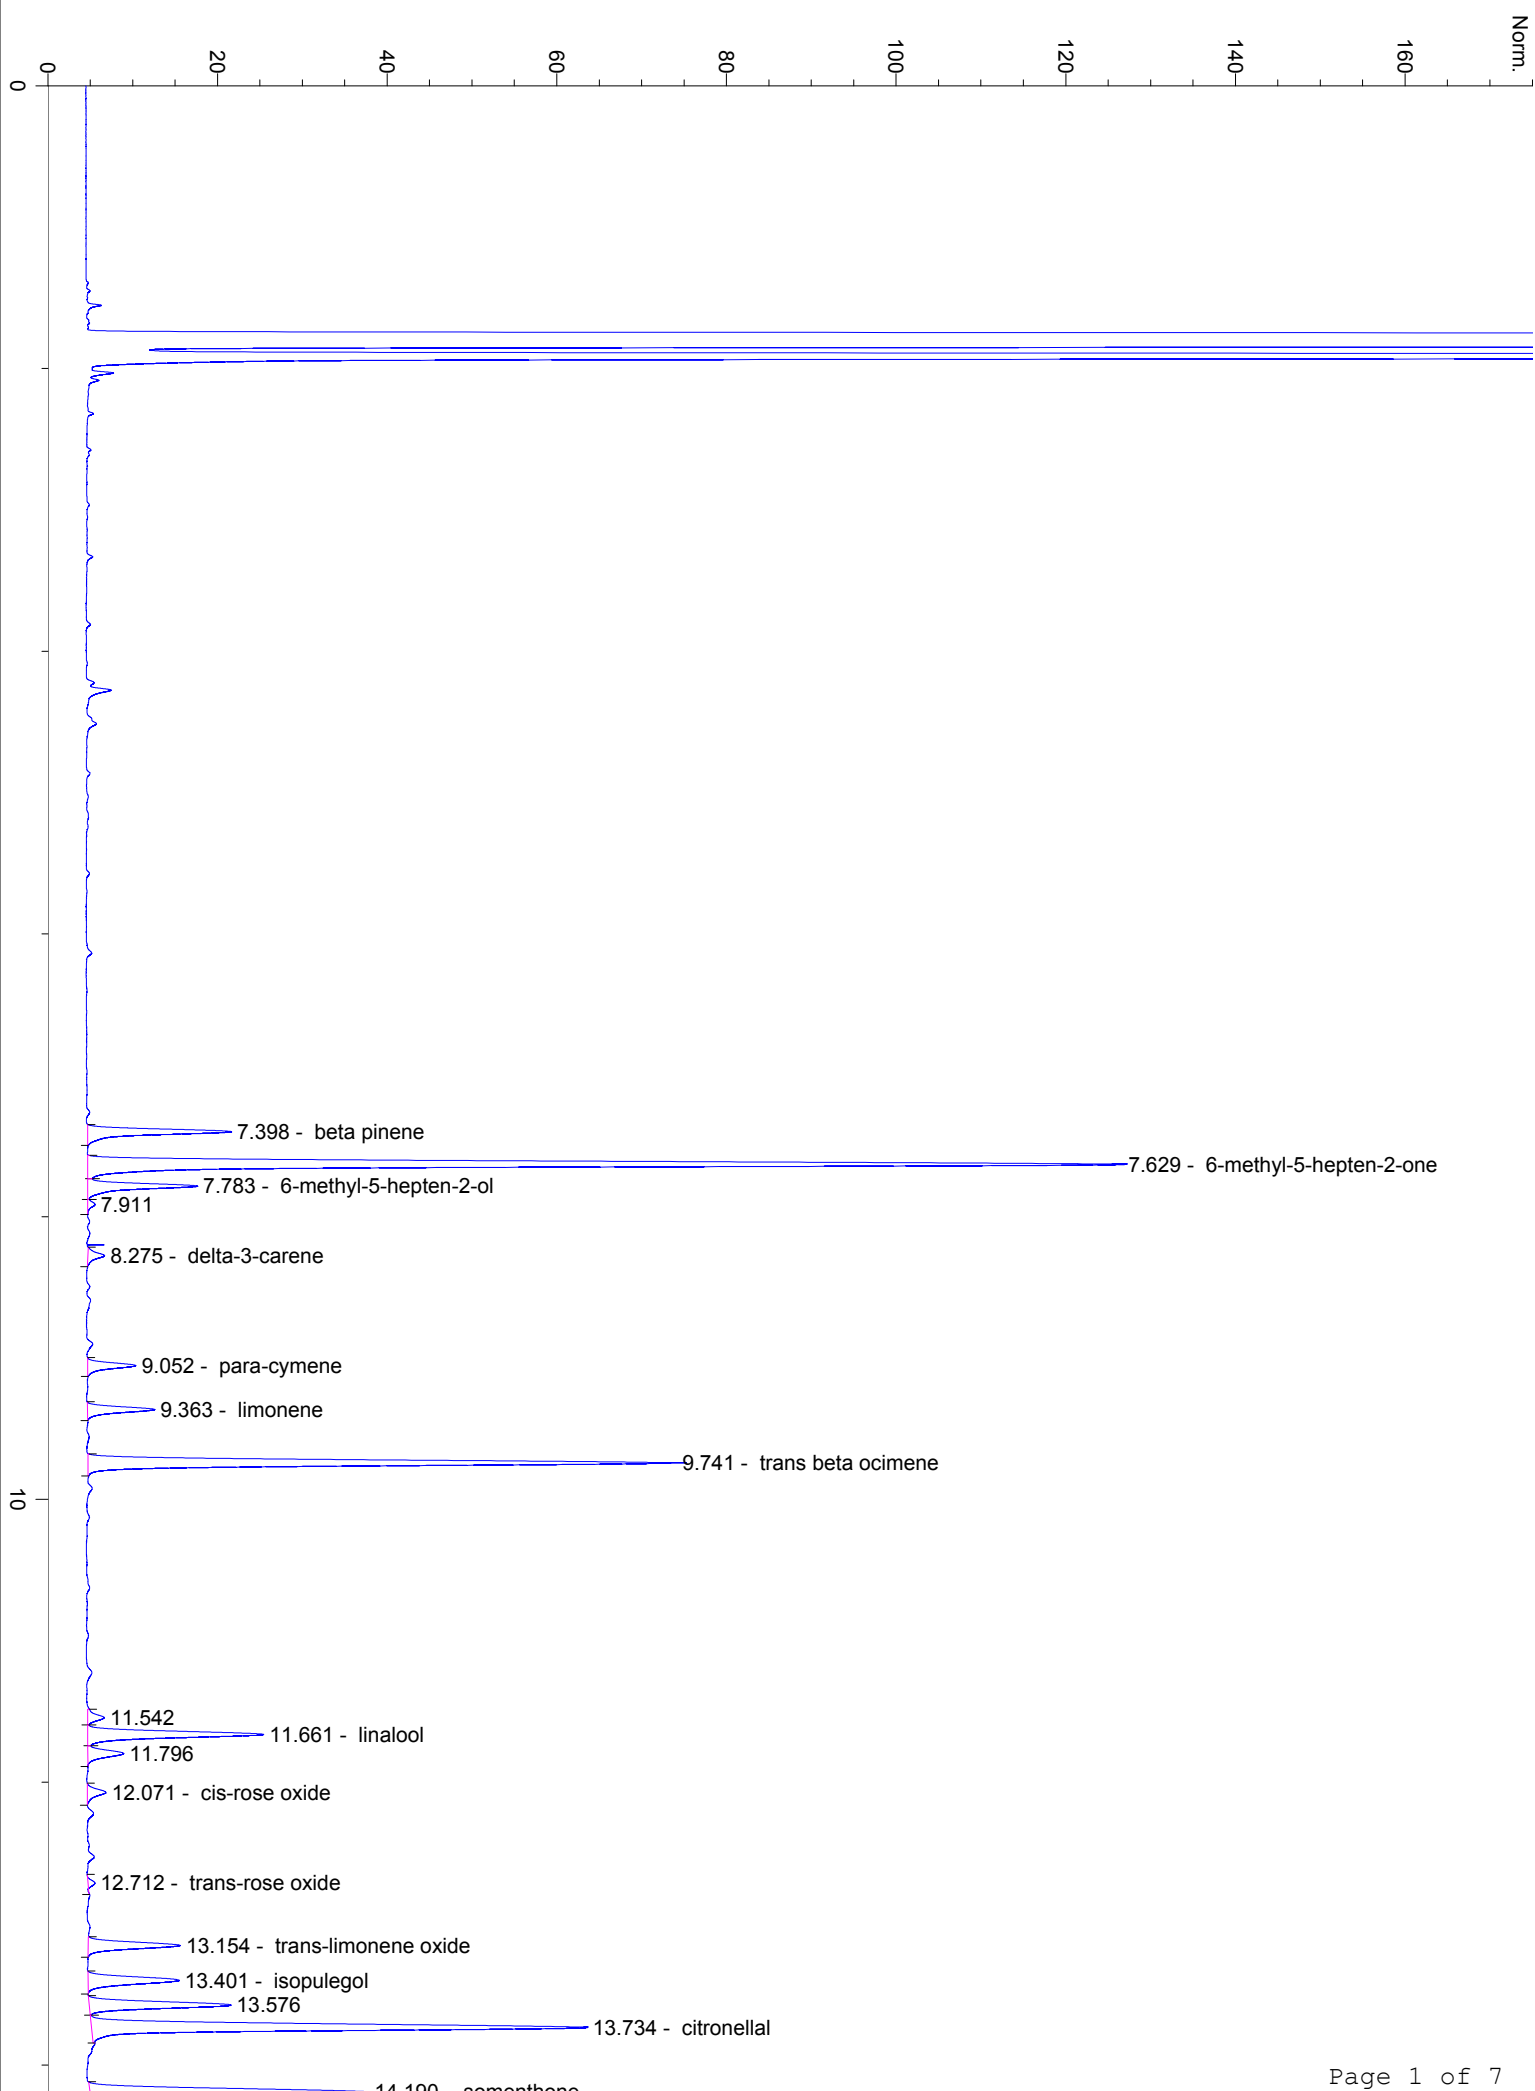 Norm.
0
20
40
60
80
100
120
140
160
0
7.398 - beta pinene
7.629 - 6-methyl-5-hepten-2-one
7.783 - 6-methyl-5-hepten-2-ol
7.911
8.275 - delta-3-carene
9.052 - para-cymene
9.363 - limonene
9.741 - trans beta ocimene
10
11.542
11.661 - linalool
11.796
12.071 - cis-rose oxide
12.712 - trans-rose oxide
13.154 - trans-limonene oxide
13.401 - isopulegol
13.576
13.734 - citronellal
Page 1 of 7
14.190